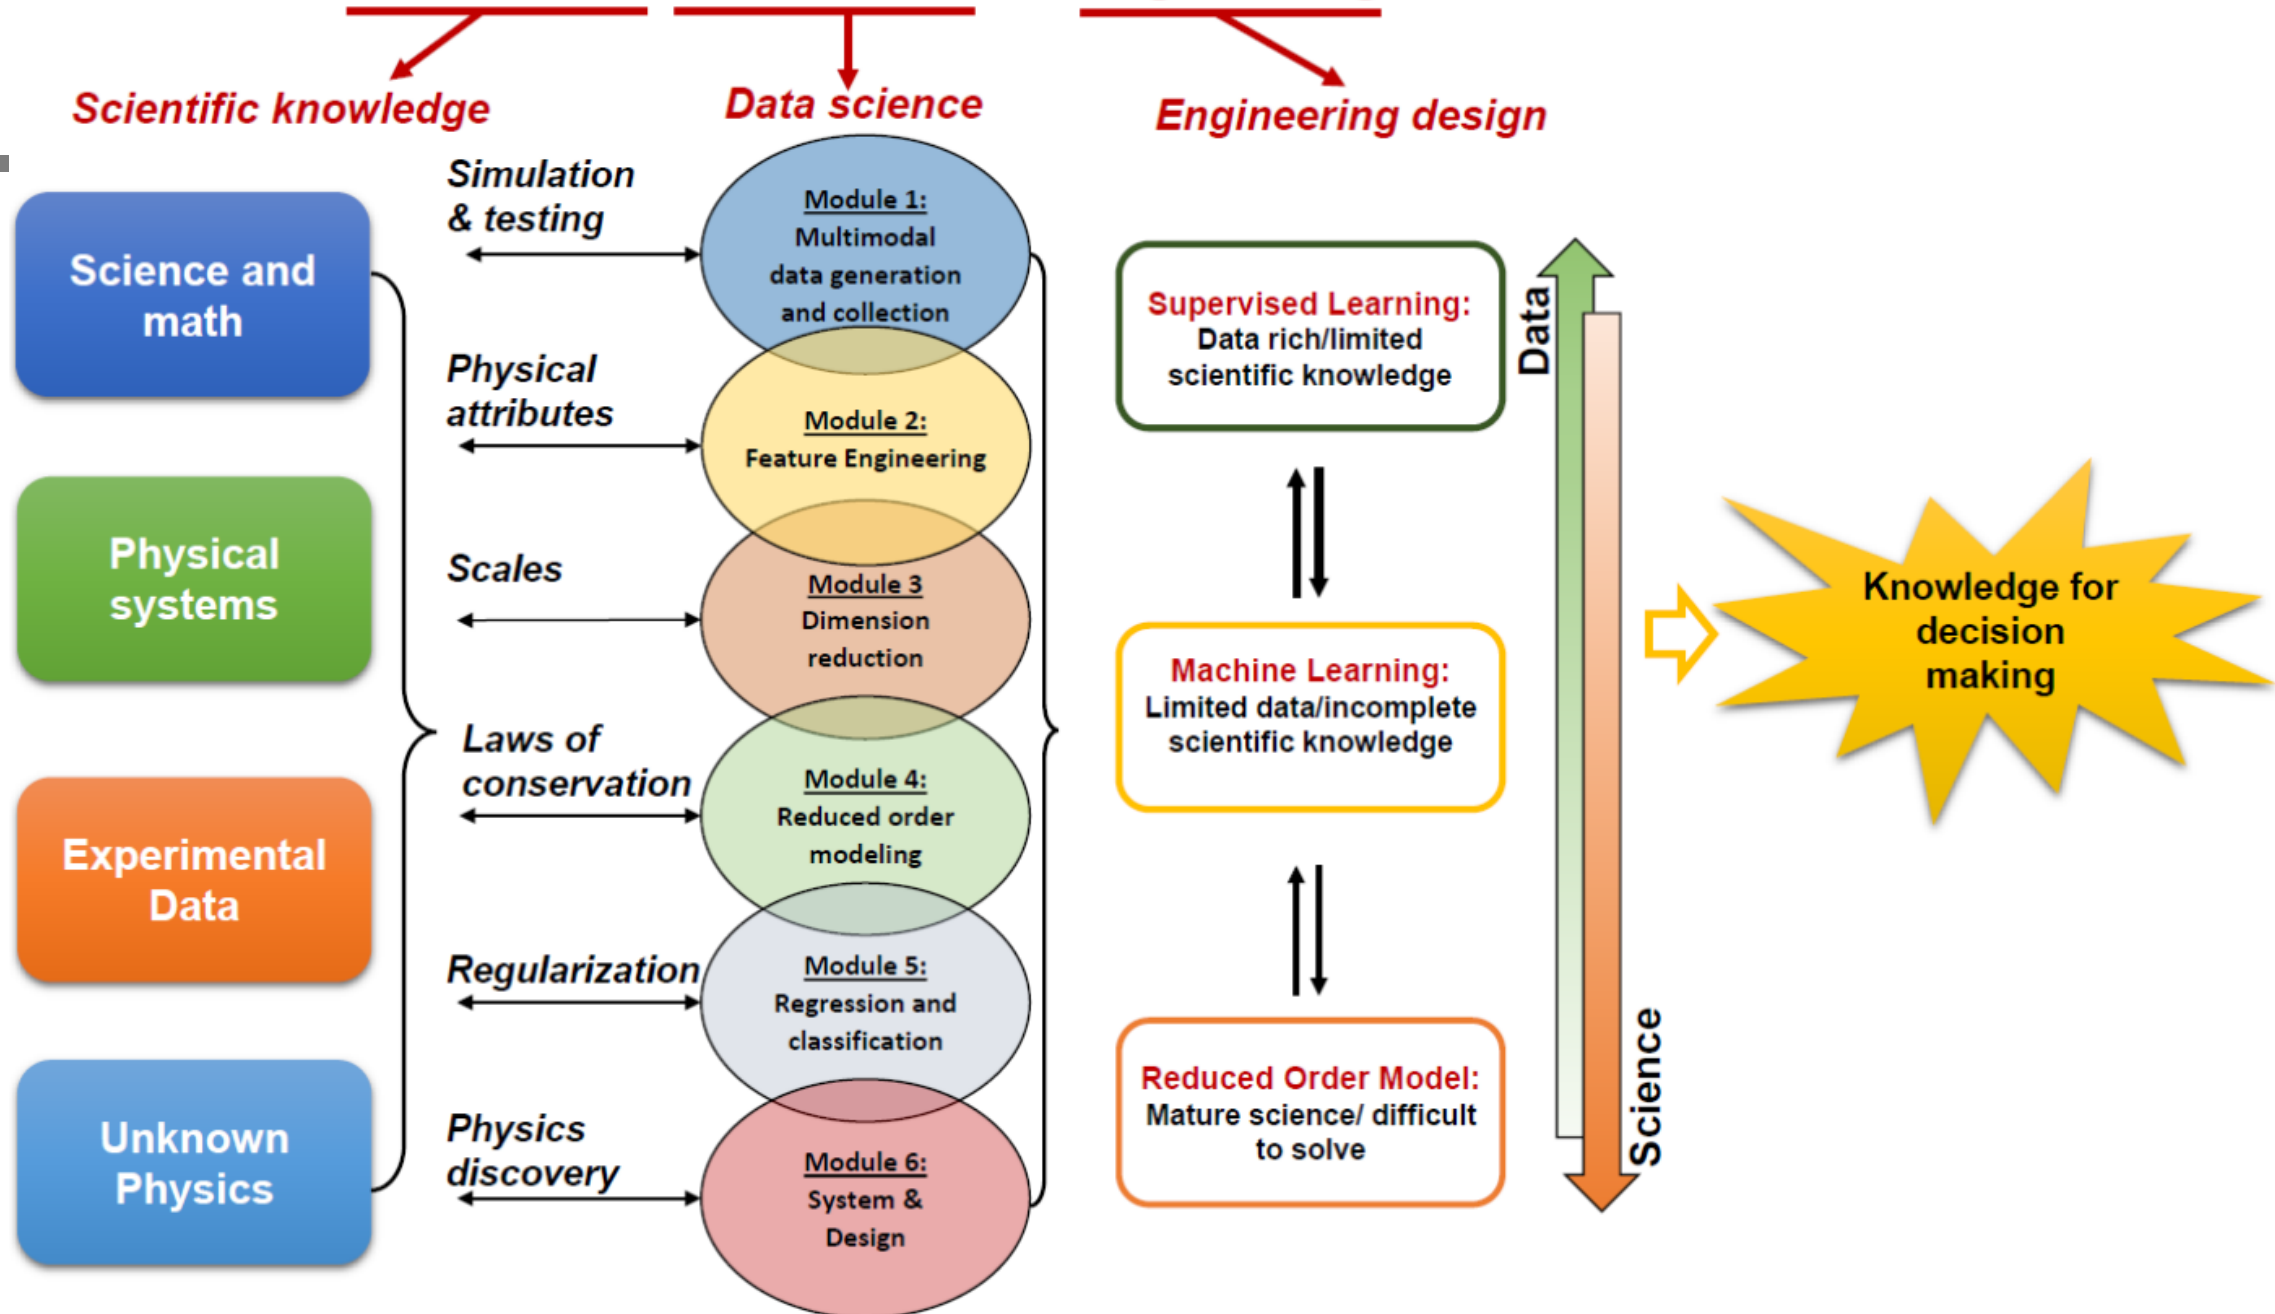 Scientific knowledge
Data science
Engineering design
Science and
math
Physical
systems
Experimental
Data
Unknown
Physics
Simulation
& testing
Physical
attributes
Scales
Laws of
conservation
Regularization
Physics
discovery
Module 1:
Multimodal
data generation
and collection
Module 2:
Feature Engineering
Module 3
Dimension
reduction
Module 4:
Reduced order
modeling
Module 5:
Regression and
classification
Module 6:
System &
Design
Supervised Learning:
Data rich/limited
scientific knowledge
Machine Learning:
Limited data/incomplete
scientific knowledge
Reduced Order Model:
Mature science/ difficult
to solve
Data
Science
Knowledge for
decision
making